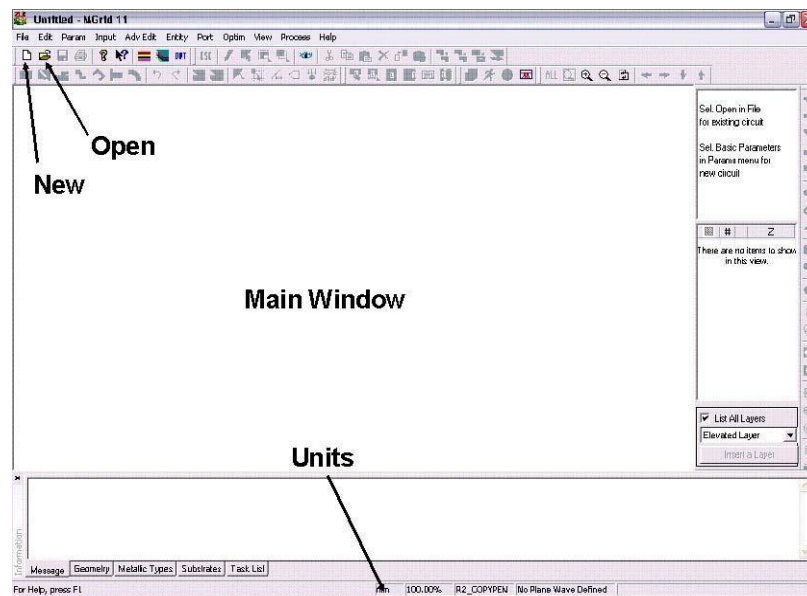 Untitled - MGrid 11
File Edit Param Input Adv Edit Entity Port Optim View Process Help
ESC
ALL
Open
New
Main Window
Units
Sel. Open in File
for existing circuit
Sel. Basic Parameters
in Params menu for
new circuit
# Z
There are no items to show
in this view.
List All Layers
Elevated Layer
Insert a Layer
Information
Message Geometry Metallic Types Substrates Task List
For Help, press F1 mm 100.00% R2_COPYPEN No Plane Wave Defined